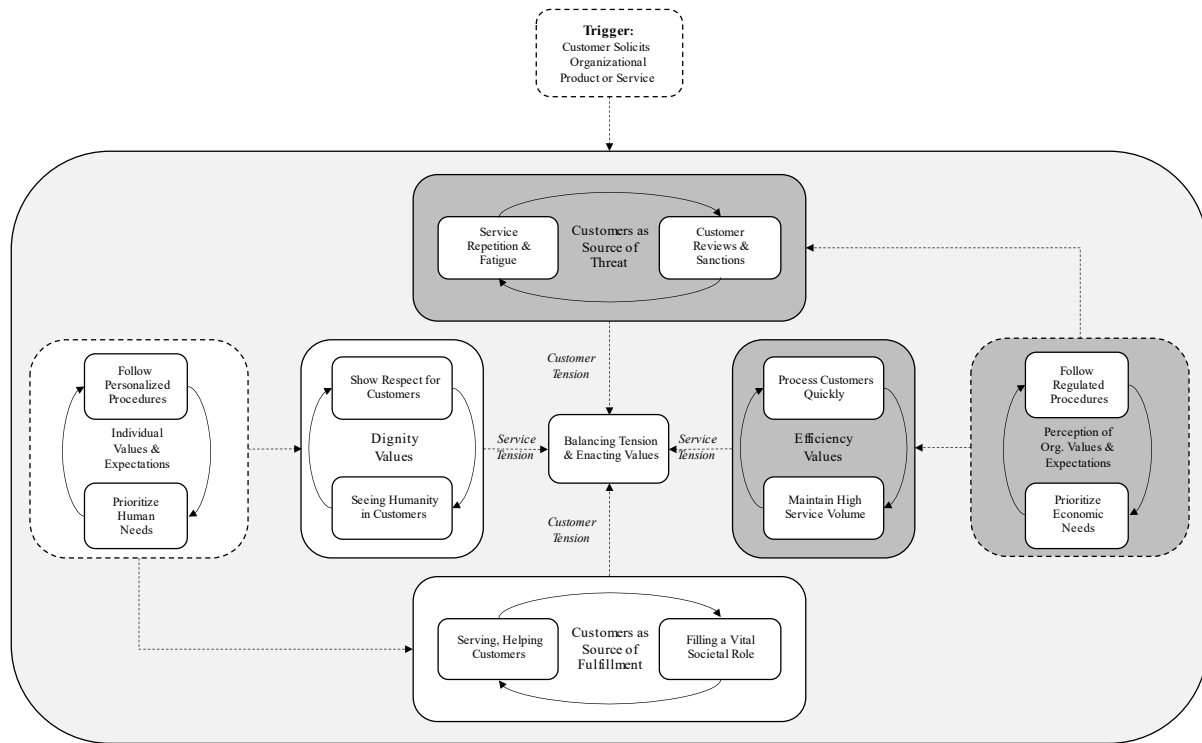 Trigger:
Customer Solicits
Organizational
Product or Service
Service
Repetition &
Fatigue
Customers as
Source of
Threat
Customer
Reviews &
Sanctions
Customer
Tension
Follow
Personalized
Procedures
Individual
Values &
Expectations
Prioritize
Human
Needs
Show Respect for
Customers
Dignity
Values
Seeing Humanity
in Customers
Service
Tension
Balancing Tension
& Enacting Values
Service
Tension
Process Customers
Quickly
Efficiency
Values
Maintain High
Service Volume
Follow
Regulated
Procedures
Perception of
Org. Values &
Expectations
Prioritize
Economic
Needs
Customer
Tension
Serving, Helping
Customers
Customers as
Source of
Fulfillment
Filling a Vital
Societal Role